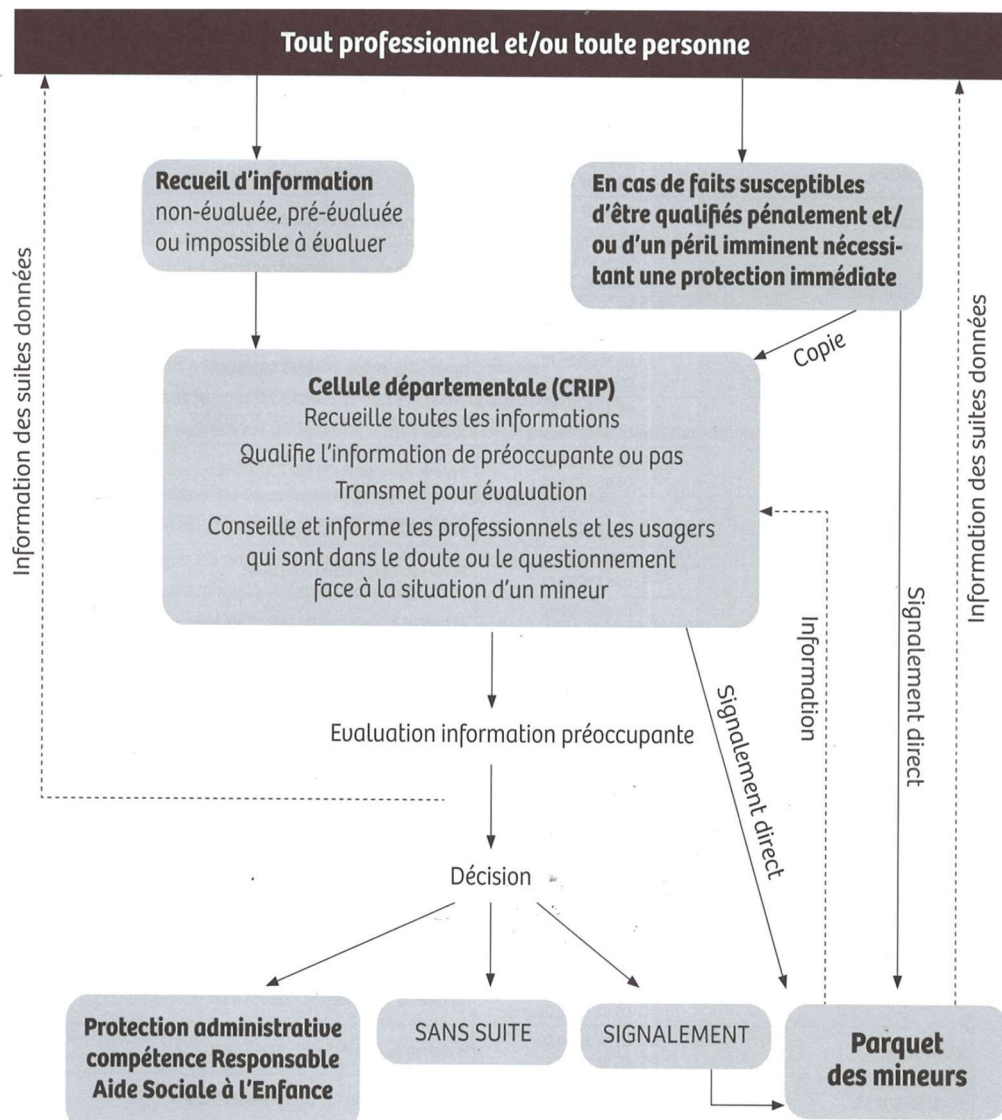 Tout professionnel et/ou toute personne
Recueil d'information
non-évaluée, pré-évaluée
ou impossible à évaluer
En cas de faits susceptibles
d'être qualifiés pénalement et/
ou d'un péril imminent nécessi-
tant une protection immédiate
Information des suites données
Copie
Information des suites données
Cellule départementale (CRIP)
Recueille toutes les informations
Qualifie l'information de préoccupante ou pas
Transmet pour évaluation
Conseille et informe les professionnels et les usagers
qui sont dans le doute ou le questionnement
face à la situation d'un mineur
Signalement direct
Information
Signalement direct
Evaluation information préoccupante
Décision
Protection administrative
compétence Responsable
Aide Sociale à l'Enfance
SANS SUITE
SIGNALEMENT
Parquet
des mineurs